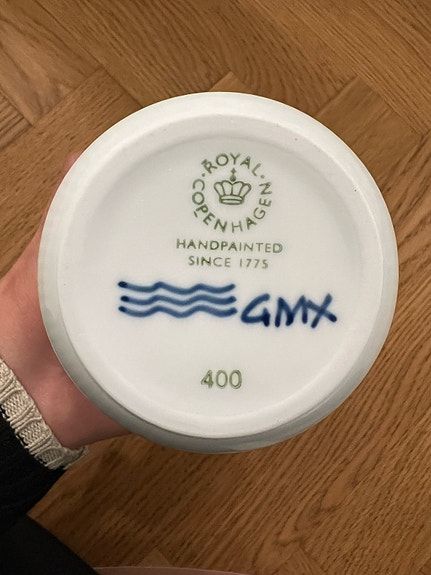 ROYAL COPENHAGEN
HANDPAINTED
SINCE 1775
GMX
400